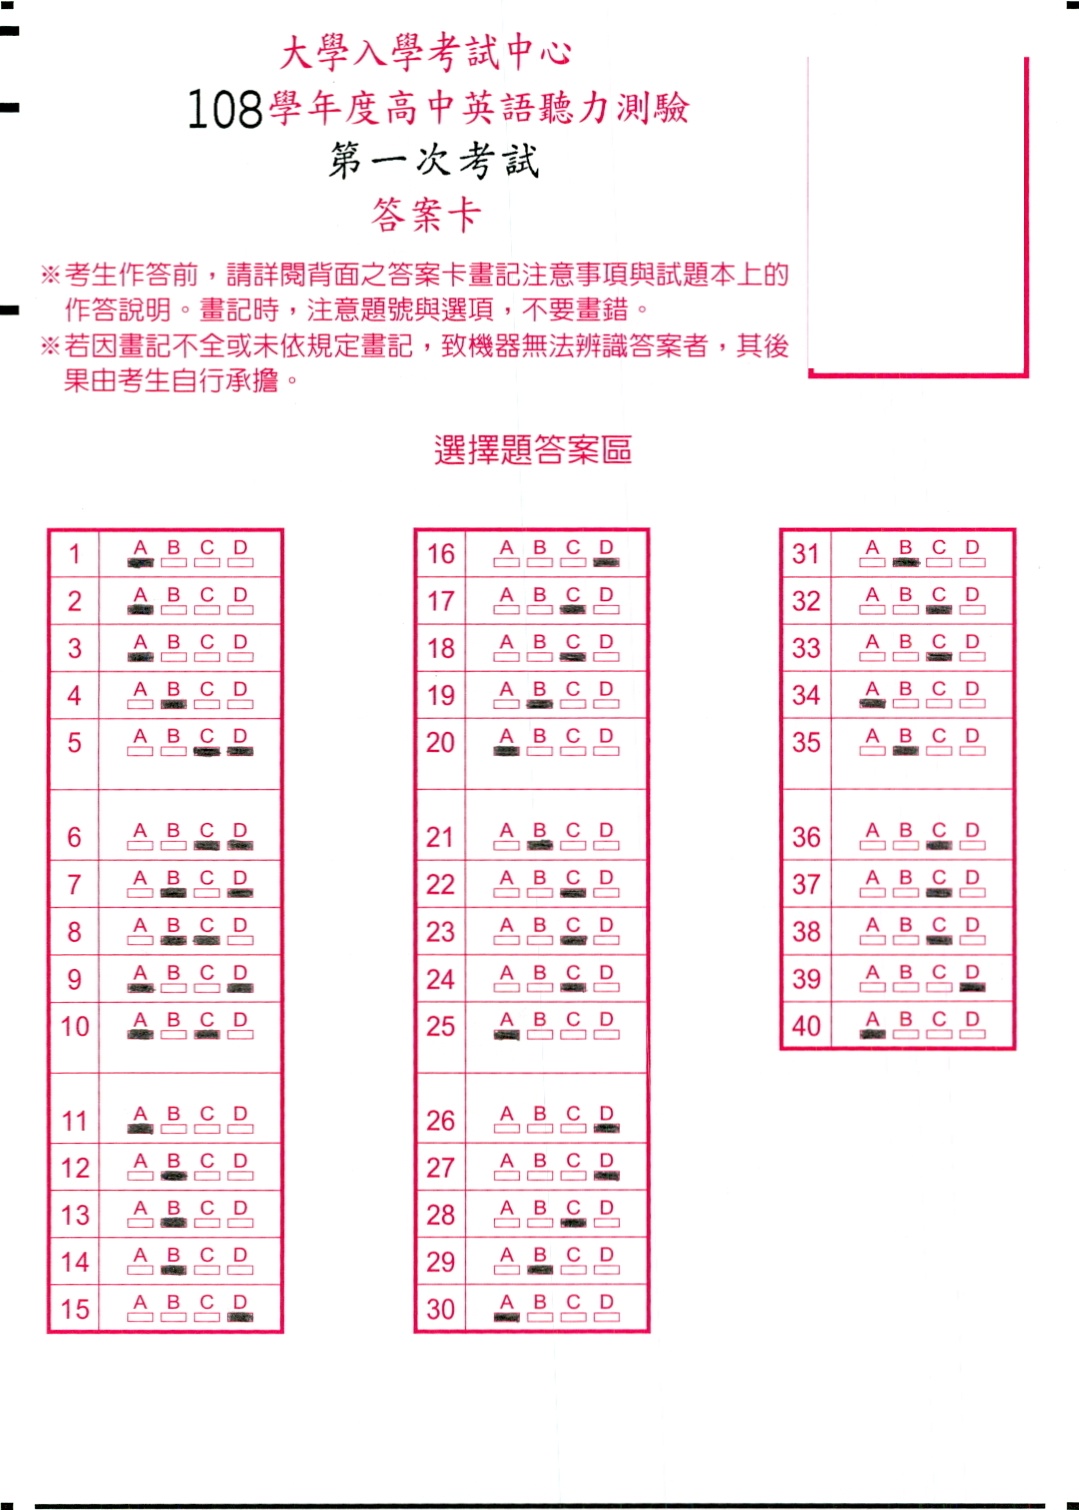 大學入學考試中心
108學年度高中英語聽力測驗
第一次考試
答案卡
※考生作答前，請詳閱背面之答案卡畫記注意事項與試題本上的
作答說明。畫記時，注意題號與選項，不要畫錯。
※若因畫記不全或未依規定畫記，致機器無法辨識答案者，其後
果由考生自行承擔。
選擇題答案區
1 A B C D
2 A B C D
3 A B C D
4 A B C D
5 A B C D
6 A B C D
7 A B C D
8 A B C D
9 A B C D
10 A B C D
11 A B C D
12 A B C D
13 A B C D
14 A B C D
15 A B C D
16 A B C D
17 A B C D
18 A B C D
19 A B C D
20 A B C D
21 A B C D
22 A B C D
23 A B C D
24 A B C D
25 A B C D
26 A B C D
27 A B C D
28 A B C D
29 A B C D
30 A B C D
31 A B C D
32 A B C D
33 A B C D
34 A B C D
35 A B C D
36 A B C D
37 A B C D
38 A B C D
39 A B C D
40 A B C D